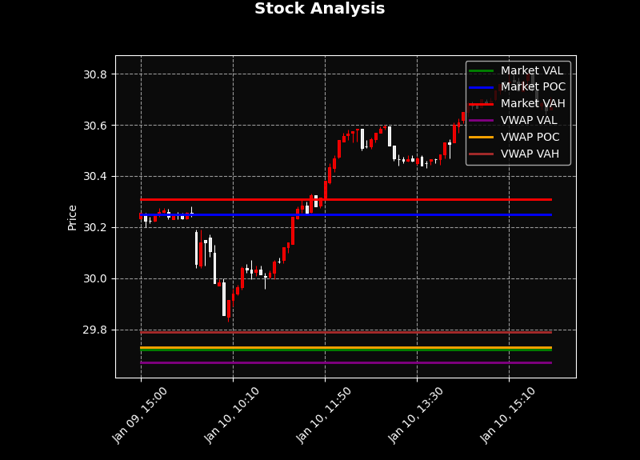 Stock Analysis
Price
30.8
30.6
30.4
30.2
30.0
29.8
Market VAL
Market POC
Market VAH
VWAP VAL
VWAP POC
VWAP VAH
Jan 09, 15:00
Jan 10, 10:10
Jan 10, 11:50
Jan 10, 13:30
Jan 10, 15:10